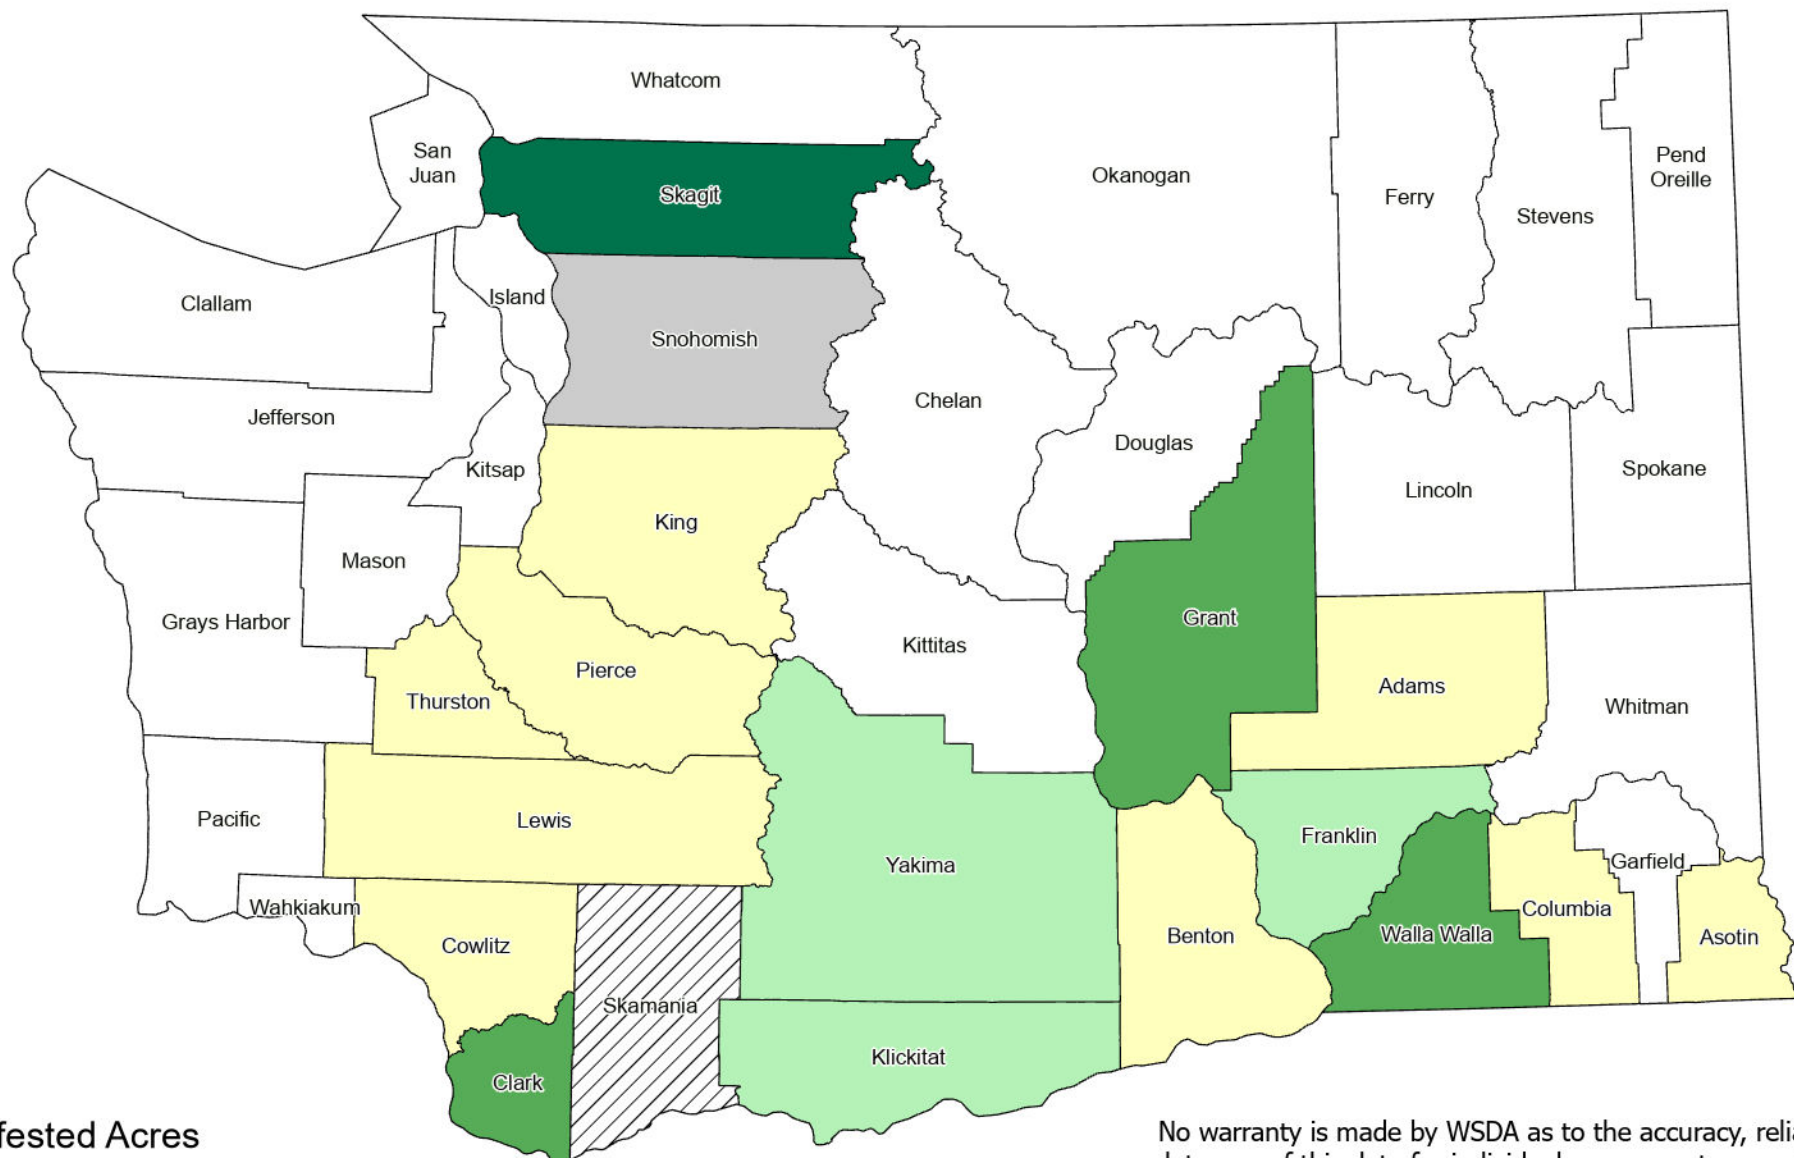 Whatcom
San
Juan
Skagit
Okanogan
Ferry
Stevens
Pend
Oreille
Clallam
Island
Snohomish
Jefferson
Chelan
Douglas
Kitsap
Lincoln
Spokane
King
Mason
Grays Harbor
Grant
Kittitas
Pierce
Thurston
Adams
Whitman
Pacific
Lewis
Yakima
Franklin
Garfield
Wahkiakum
Columbia
Cowlitz
Benton
Walla Walla
Asotin
Skamania
Klickitat
Clark
fested Acres
No warranty is made by WSDA as to the accuracy, relia